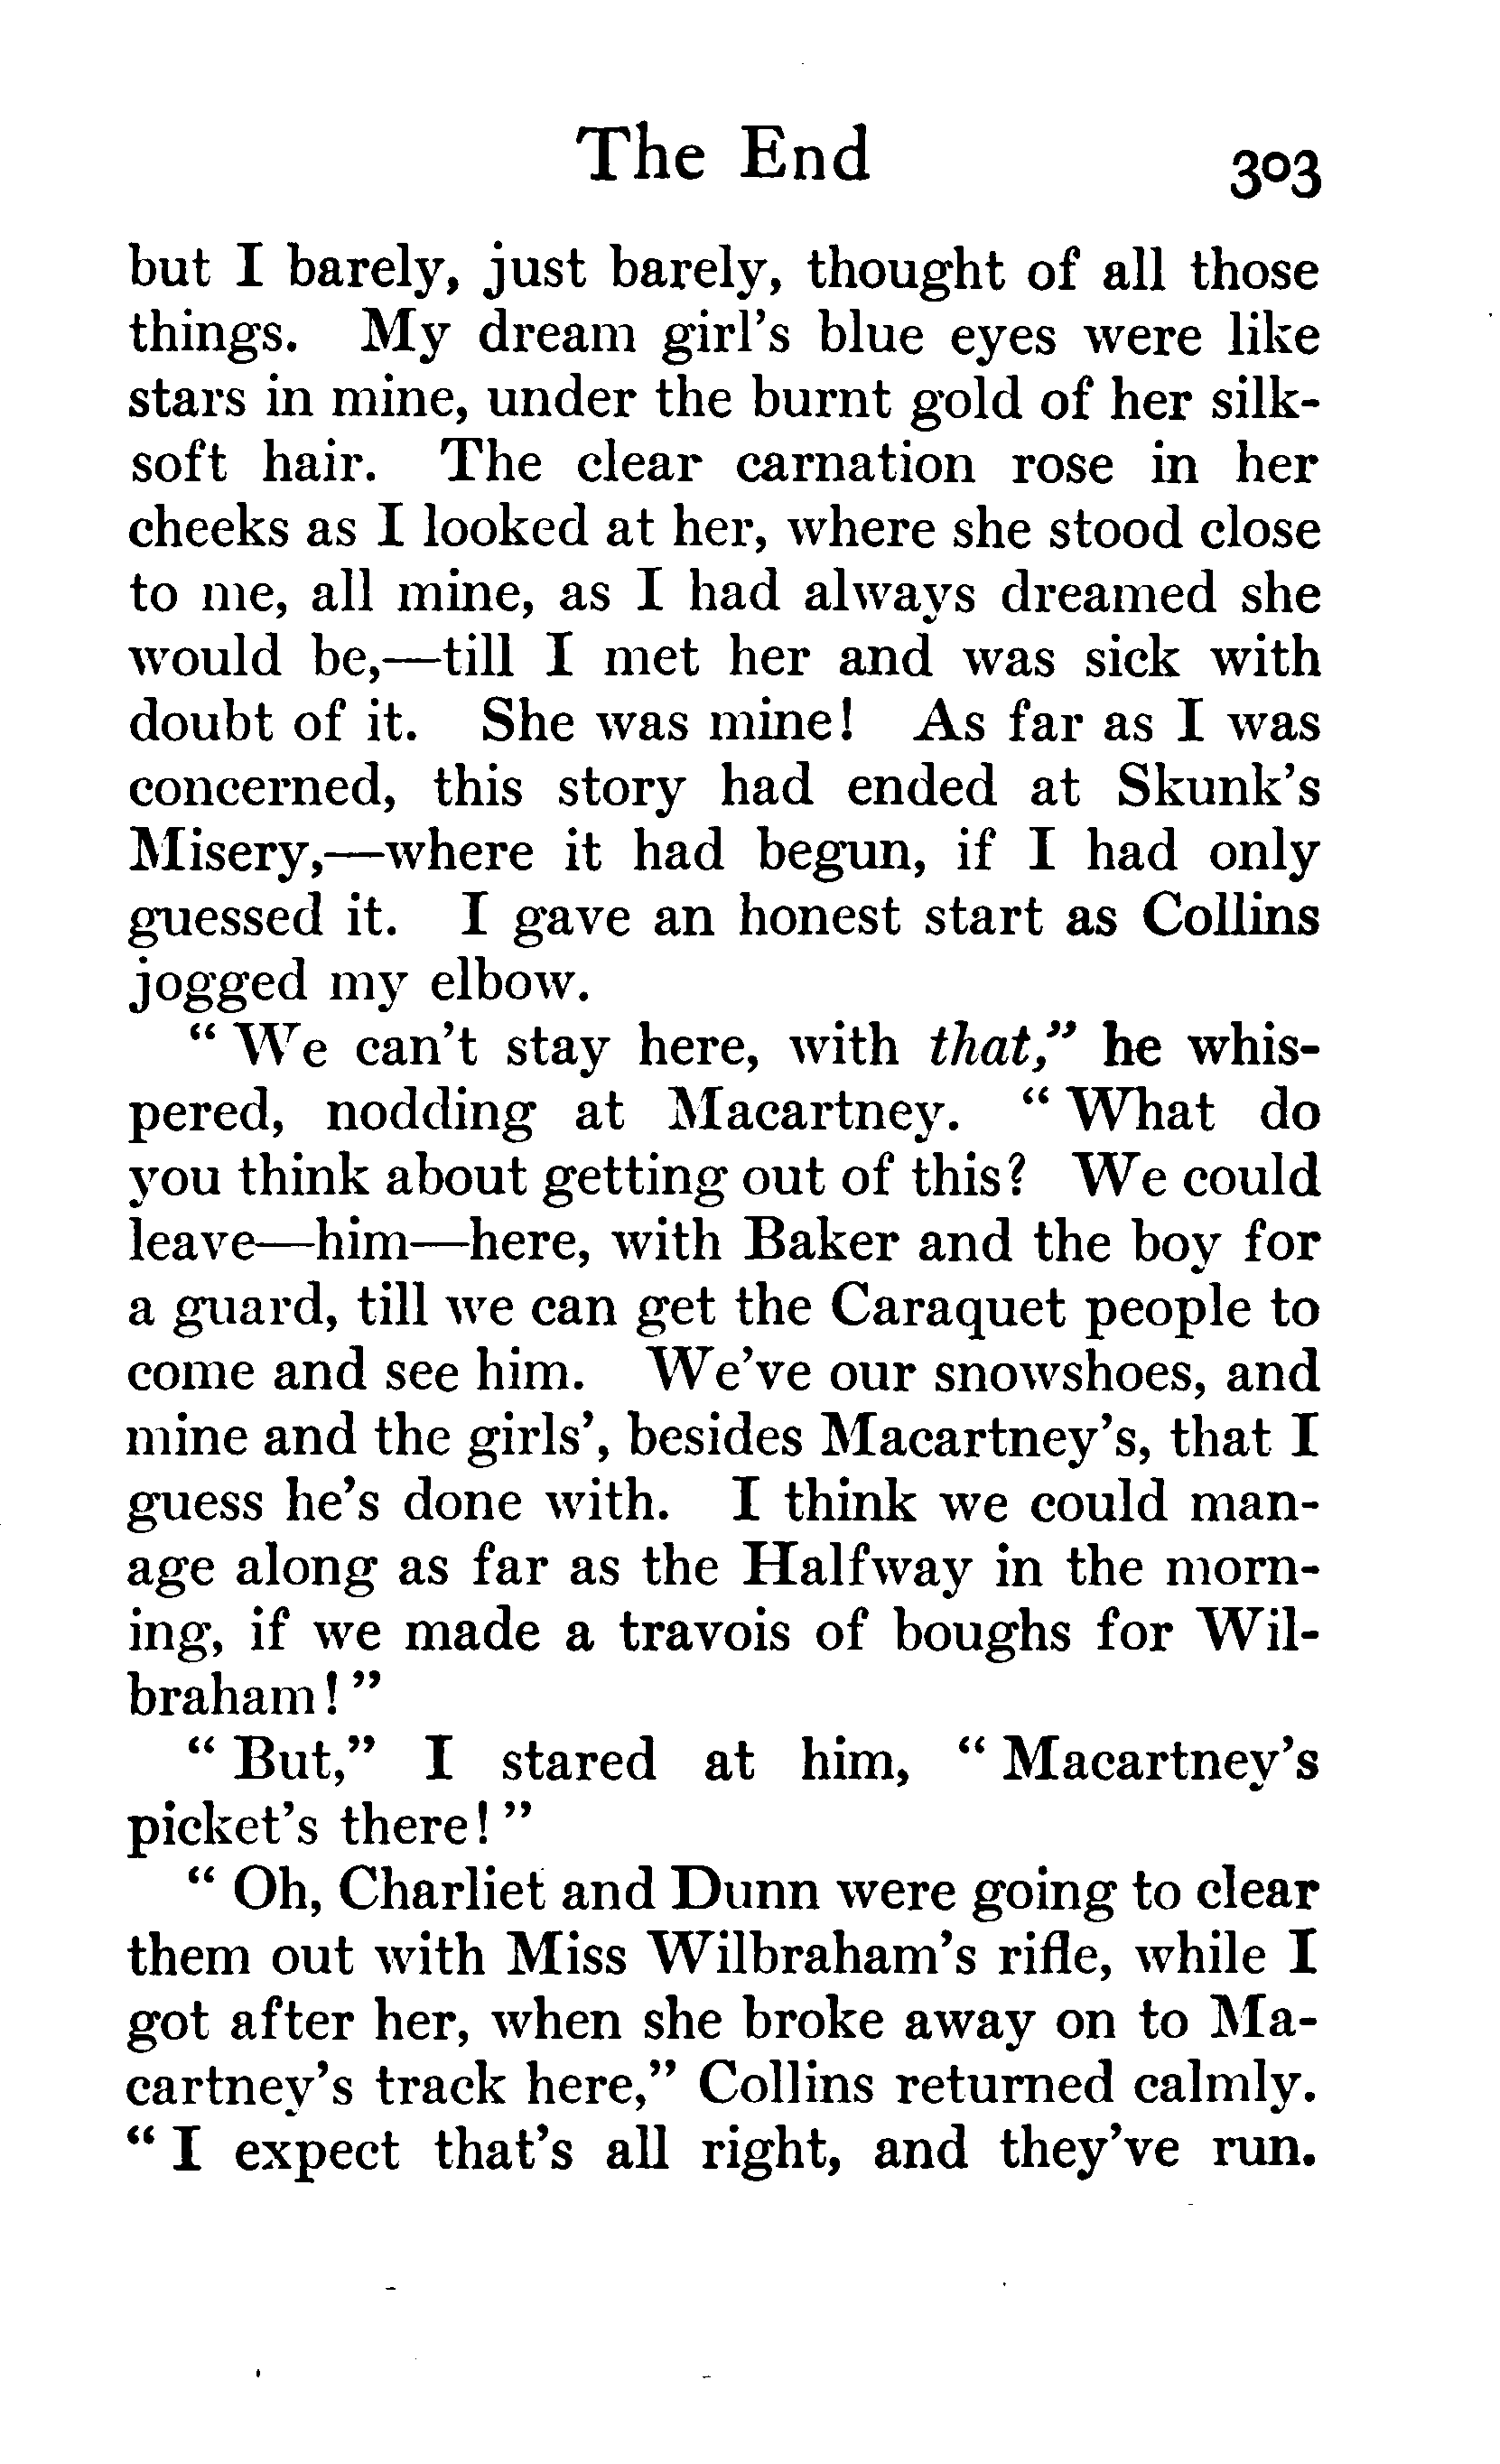 The End 303
but I barely, just barely, thought of all those
things. My dream girl's blue eyes were like
stars in mine, under the burnt gold of her silk-
soft hair. The clear carnation rose in her
cheeks as I looked at her, where she stood close
to me, all mine, as I had always dreamed she
would be,—till I met her and was sick with
doubt of it. She was mine! As far as I was
concerned, this story had ended at Skunk's
Misery,—where it had begun, if I had only
guessed it. I gave an honest start as Collins
jogged my elbow.
"We can't stay here, with that," he whis-
pered, nodding at Macartney. "What do
you think about getting out of this? We could
leave—him—here, with Baker and the boy for
a guard, till we can get the Caraquet people to
come and see him. We've our snowshoes, and
mine and the girls', besides Macartney's, that I
guess he's done with. I think we could man-
age along as far as the Halfway in the morn-
ing, if we made a travois of boughs for Wil-
braham!"
"But," I stared at him, "Macartney's
picket's there!"
"Oh, Charliet and Dunn were going to clear
them out with Miss Wilbraham's rifle, while I
got after her, when she broke away on to Ma-
cartney's track here," Collins returned calmly.
"I expect that's all right, and they've run.